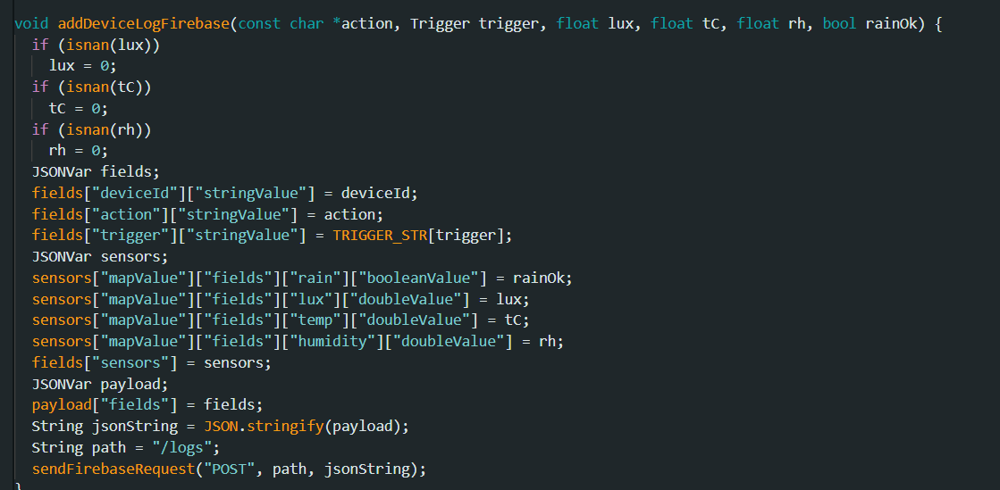 void addDeviceLogFirebase(const char *action, Trigger trigger, float lux, float tC, float rh, bool rainOk) {
  if (isnan(lux))
    lux = 0;
  if (isnan(tC))
    tC = 0;
  if (isnan(rh))
    rh = 0;
  JSONVar fields;
  fields["deviceId"]["stringValue"] = deviceId;
  fields["action"]["stringValue"] = action;
  fields["trigger"]["stringValue"] = TRIGGER_STR[trigger];
  JSONVar sensors;
  sensors["mapValue"]["fields"]["rain"]["booleanValue"] = rainOk;
  sensors["mapValue"]["fields"]["lux"]["doubleValue"] = lux;
  sensors["mapValue"]["fields"]["temp"]["doubleValue"] = tC;
  sensors["mapValue"]["fields"]["humidity"]["doubleValue"] = rh;
  fields["sensors"] = sensors;
  JSONVar payload;
  payload["fields"] = fields;
  String jsonString = JSON.stringify(payload);
  String path = "/logs";
  sendFirebaseRequest("POST", path, jsonString);
}